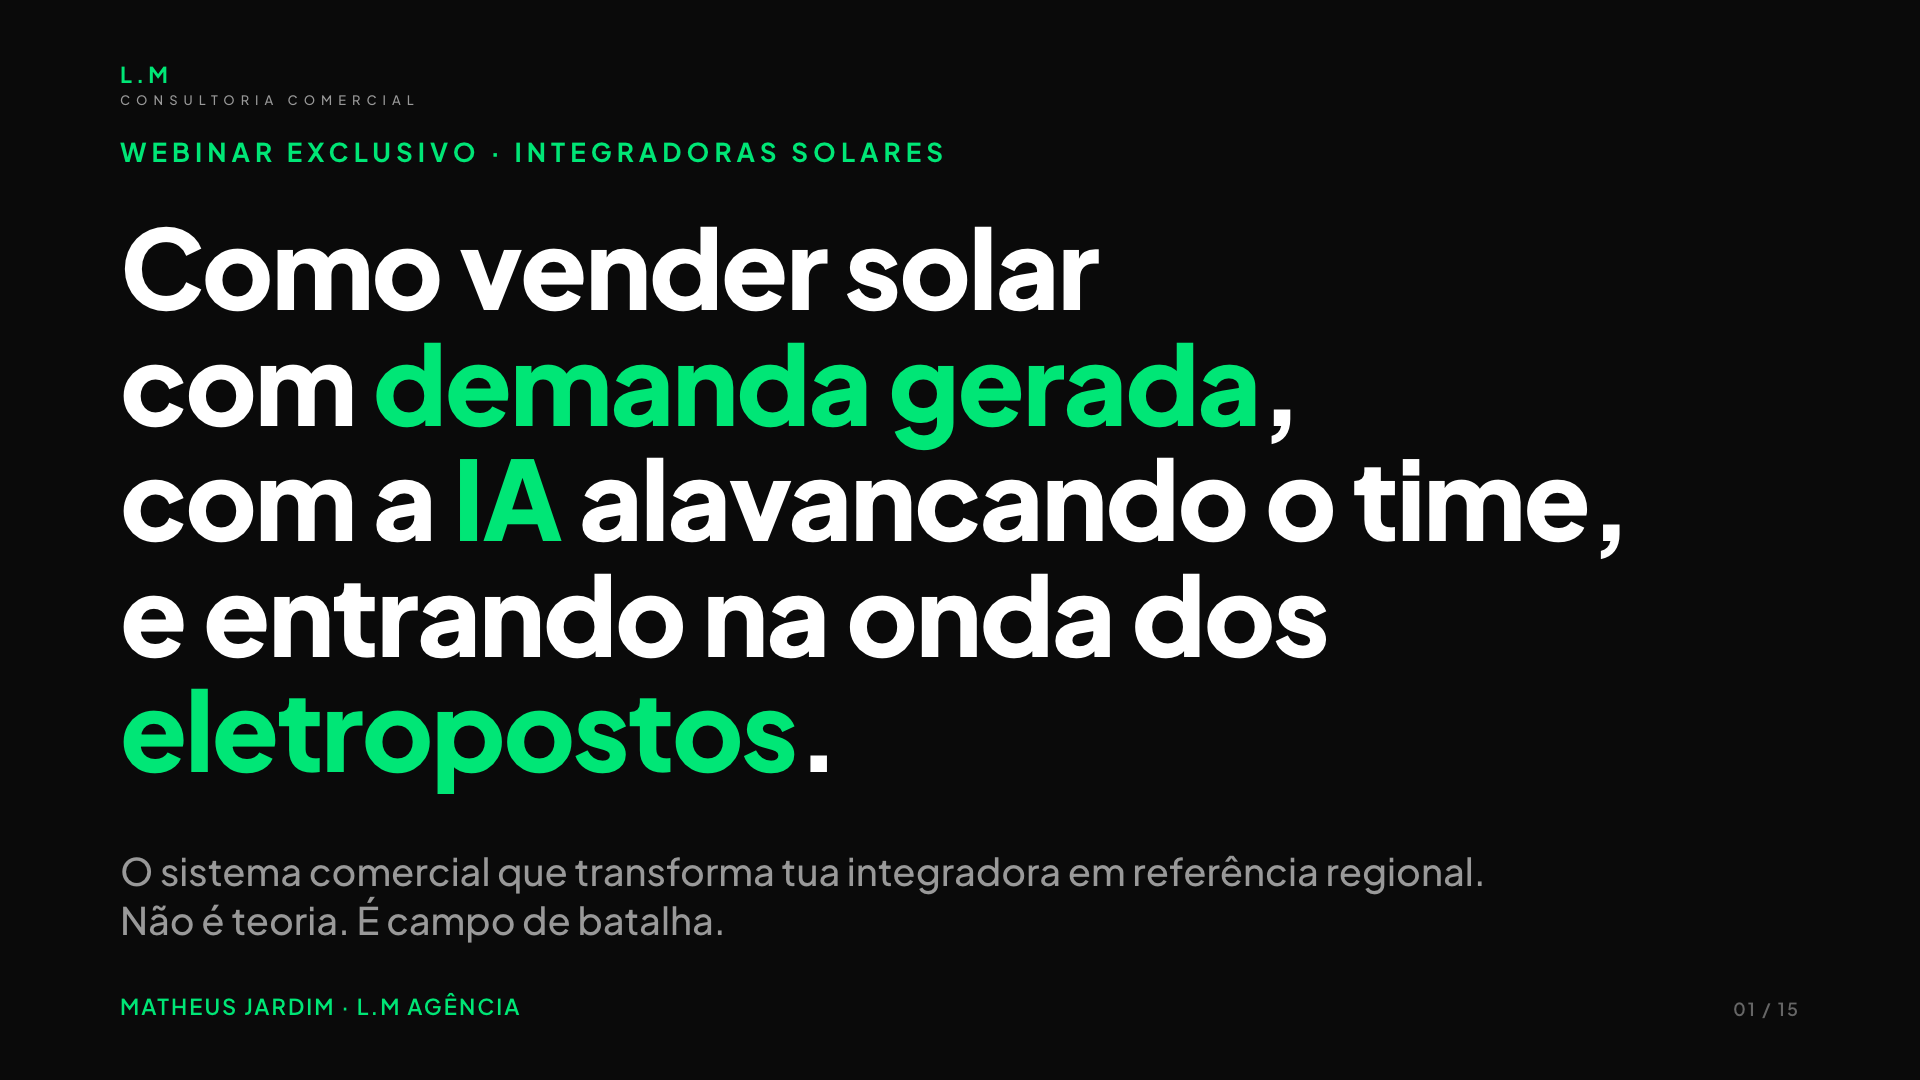 L.M
CONSULTORIA COMERCIAL
WEBINAR EXCLUSIVO · INTEGRADORAS SOLARES
Como vender solar
com demanda gerada,
com a IA alavancando o time,
e entrando na onda dos
eletropostos.
O sistema comercial que transforma tua integradora em referência regional.
Não é teoria. É campo de batalha.
MATHEUS JARDIM · L.M AGÊNCIA
01 / 15